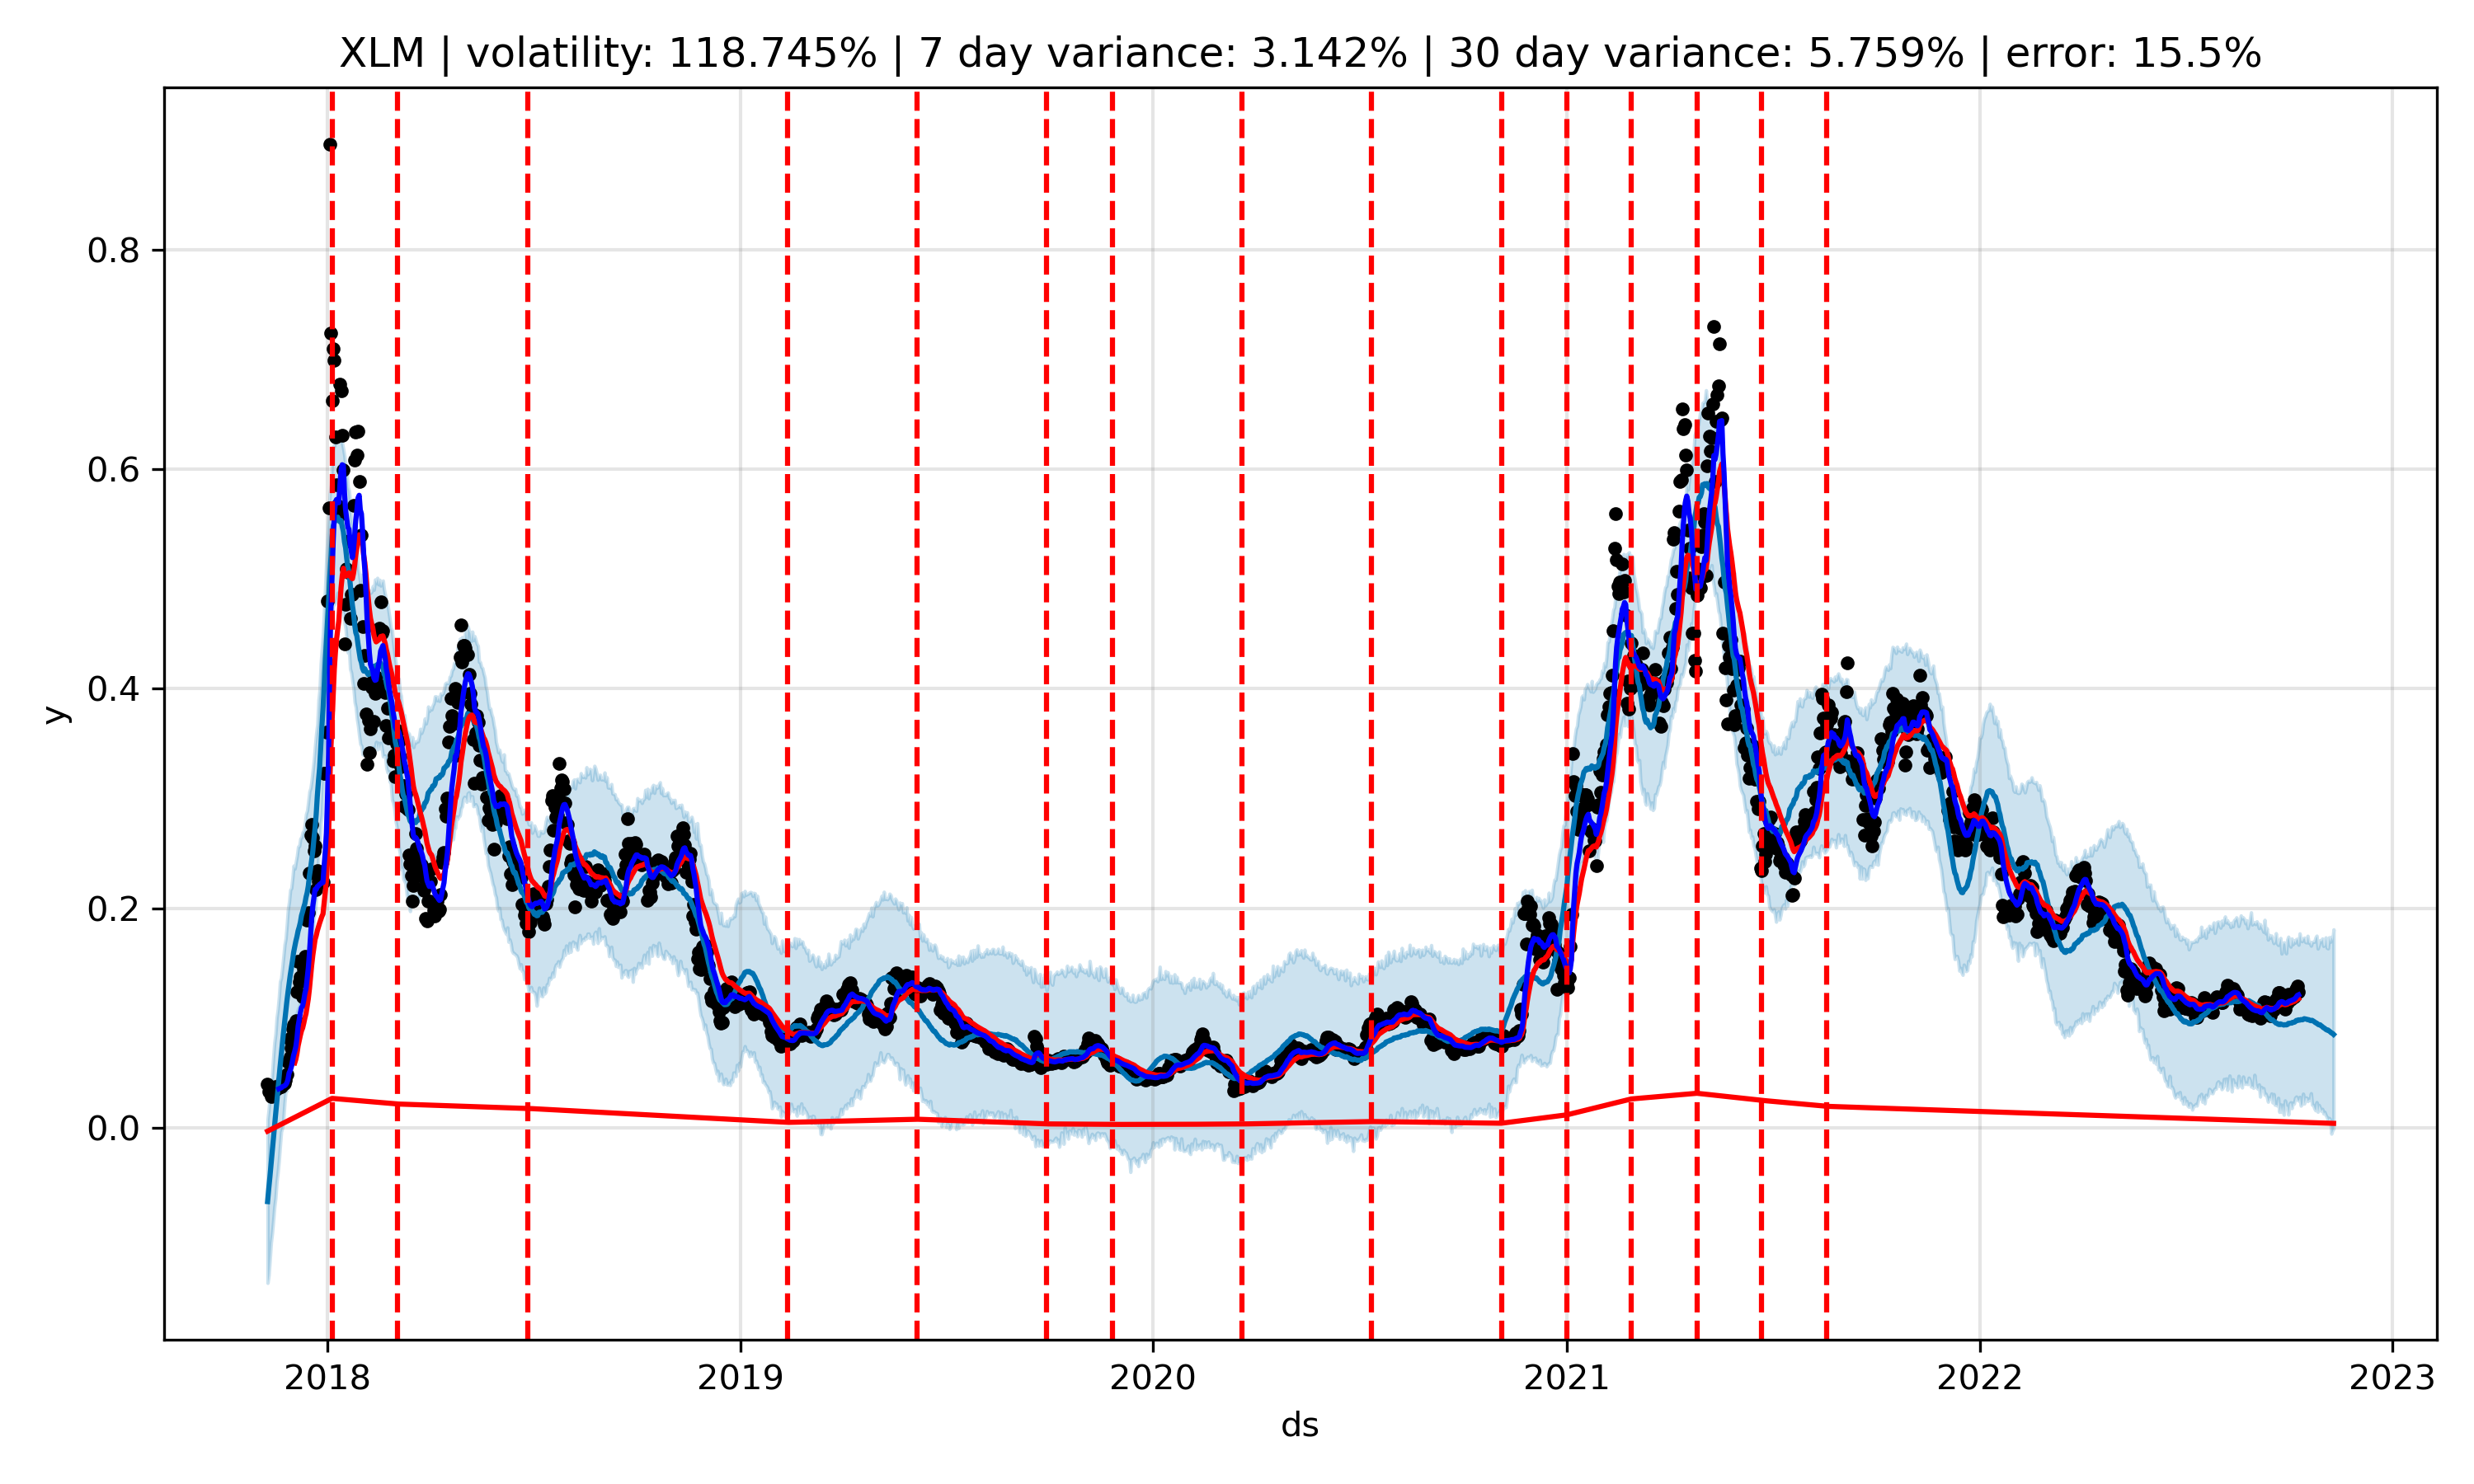 XLM | volatility: 118.745% | 7 day variance: 3.142% | 30 day variance: 5.759% | error: 15.5%
0.8
0.6
0.4
0.2
0.0
y
2018 2019 2020 2021 2022 2023
ds